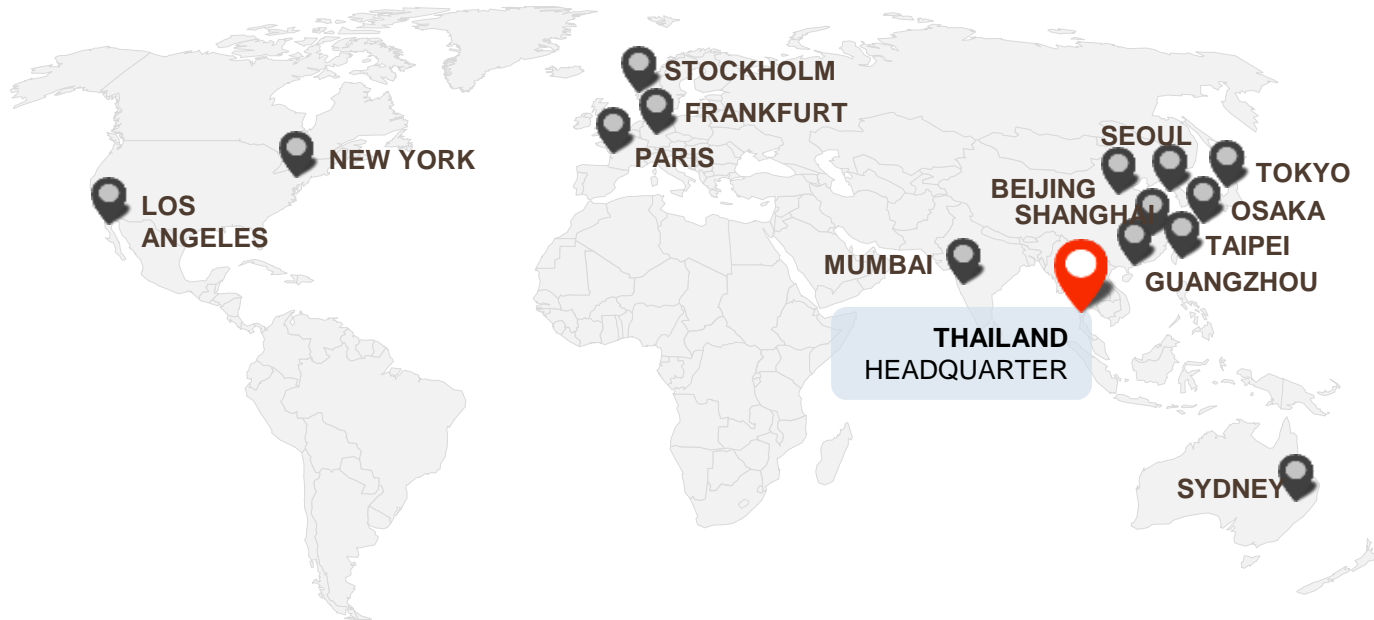 STOCKHOLM
FRANKFURT
PARIS
NEW YORK
LOS
ANGELES
SEOUL
TOKYO
BEIJING
SHANGHAI
OSAKA
TAIPEI
MUMBAI
GUANGZHOU
THAILAND
HEADQUARTER
SYDNEY